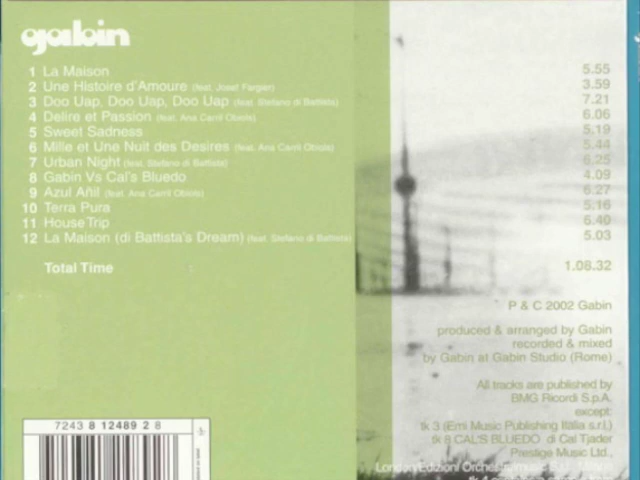 gabin
1 La Maison 5.55
2 Une Histoire d'Amoure (feat. Josef Fargier) 3.59
3 Doo Uap, Doo Uap, Doo Uap (feat. Stefano di Battista) 7.21
4 Delire et Passion (feat. Ana Carril Obiols) 6.06
5 Sweet Sadness 5.19
6 Mille et Une Nuit des Desires (feat. Ana Carril Obiols) 5.44
7 Urban Night (feat. Stefano di Battista) 6.25
8 Gabin Vs Cal's Bluedo 4.09
9 Azul Añil (feat. Ana Carril Obiols) 6.27
10 Terra Pura 5.16
11 House Trip 6.40
12 La Maison (di Battista's Dream) (feat. Stefano di Battista) 5.03
Total Time 1.08.32
P & C 2002 Gabin
produced & arranged by Gabin
recorded & mixed
by Gabin at Gabin Studio (Rome)
All tracks are published by
BMG Ricordi S.p.A.
except:
tk 3 (Emi Music Publishing Italia s.r.l.)
tk 8 CAL'S BLUEDO di Cal Tjader
Prestige Music Ltd.,
London/Edizioni Orchestralmusic
7243 8 12489 2 8